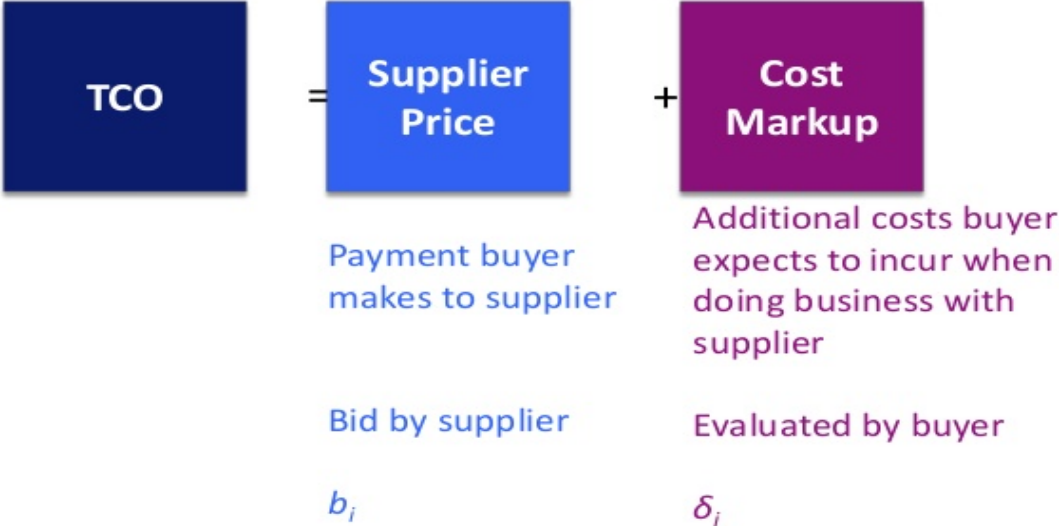 TCO
=
Supplier
Price
+
Cost
Markup
Payment buyer
makes to supplier
Additional costs buyer
expects to incur when
doing business with
supplier
Bid by supplier
Evaluated by buyer
bᵢ
δᵢ